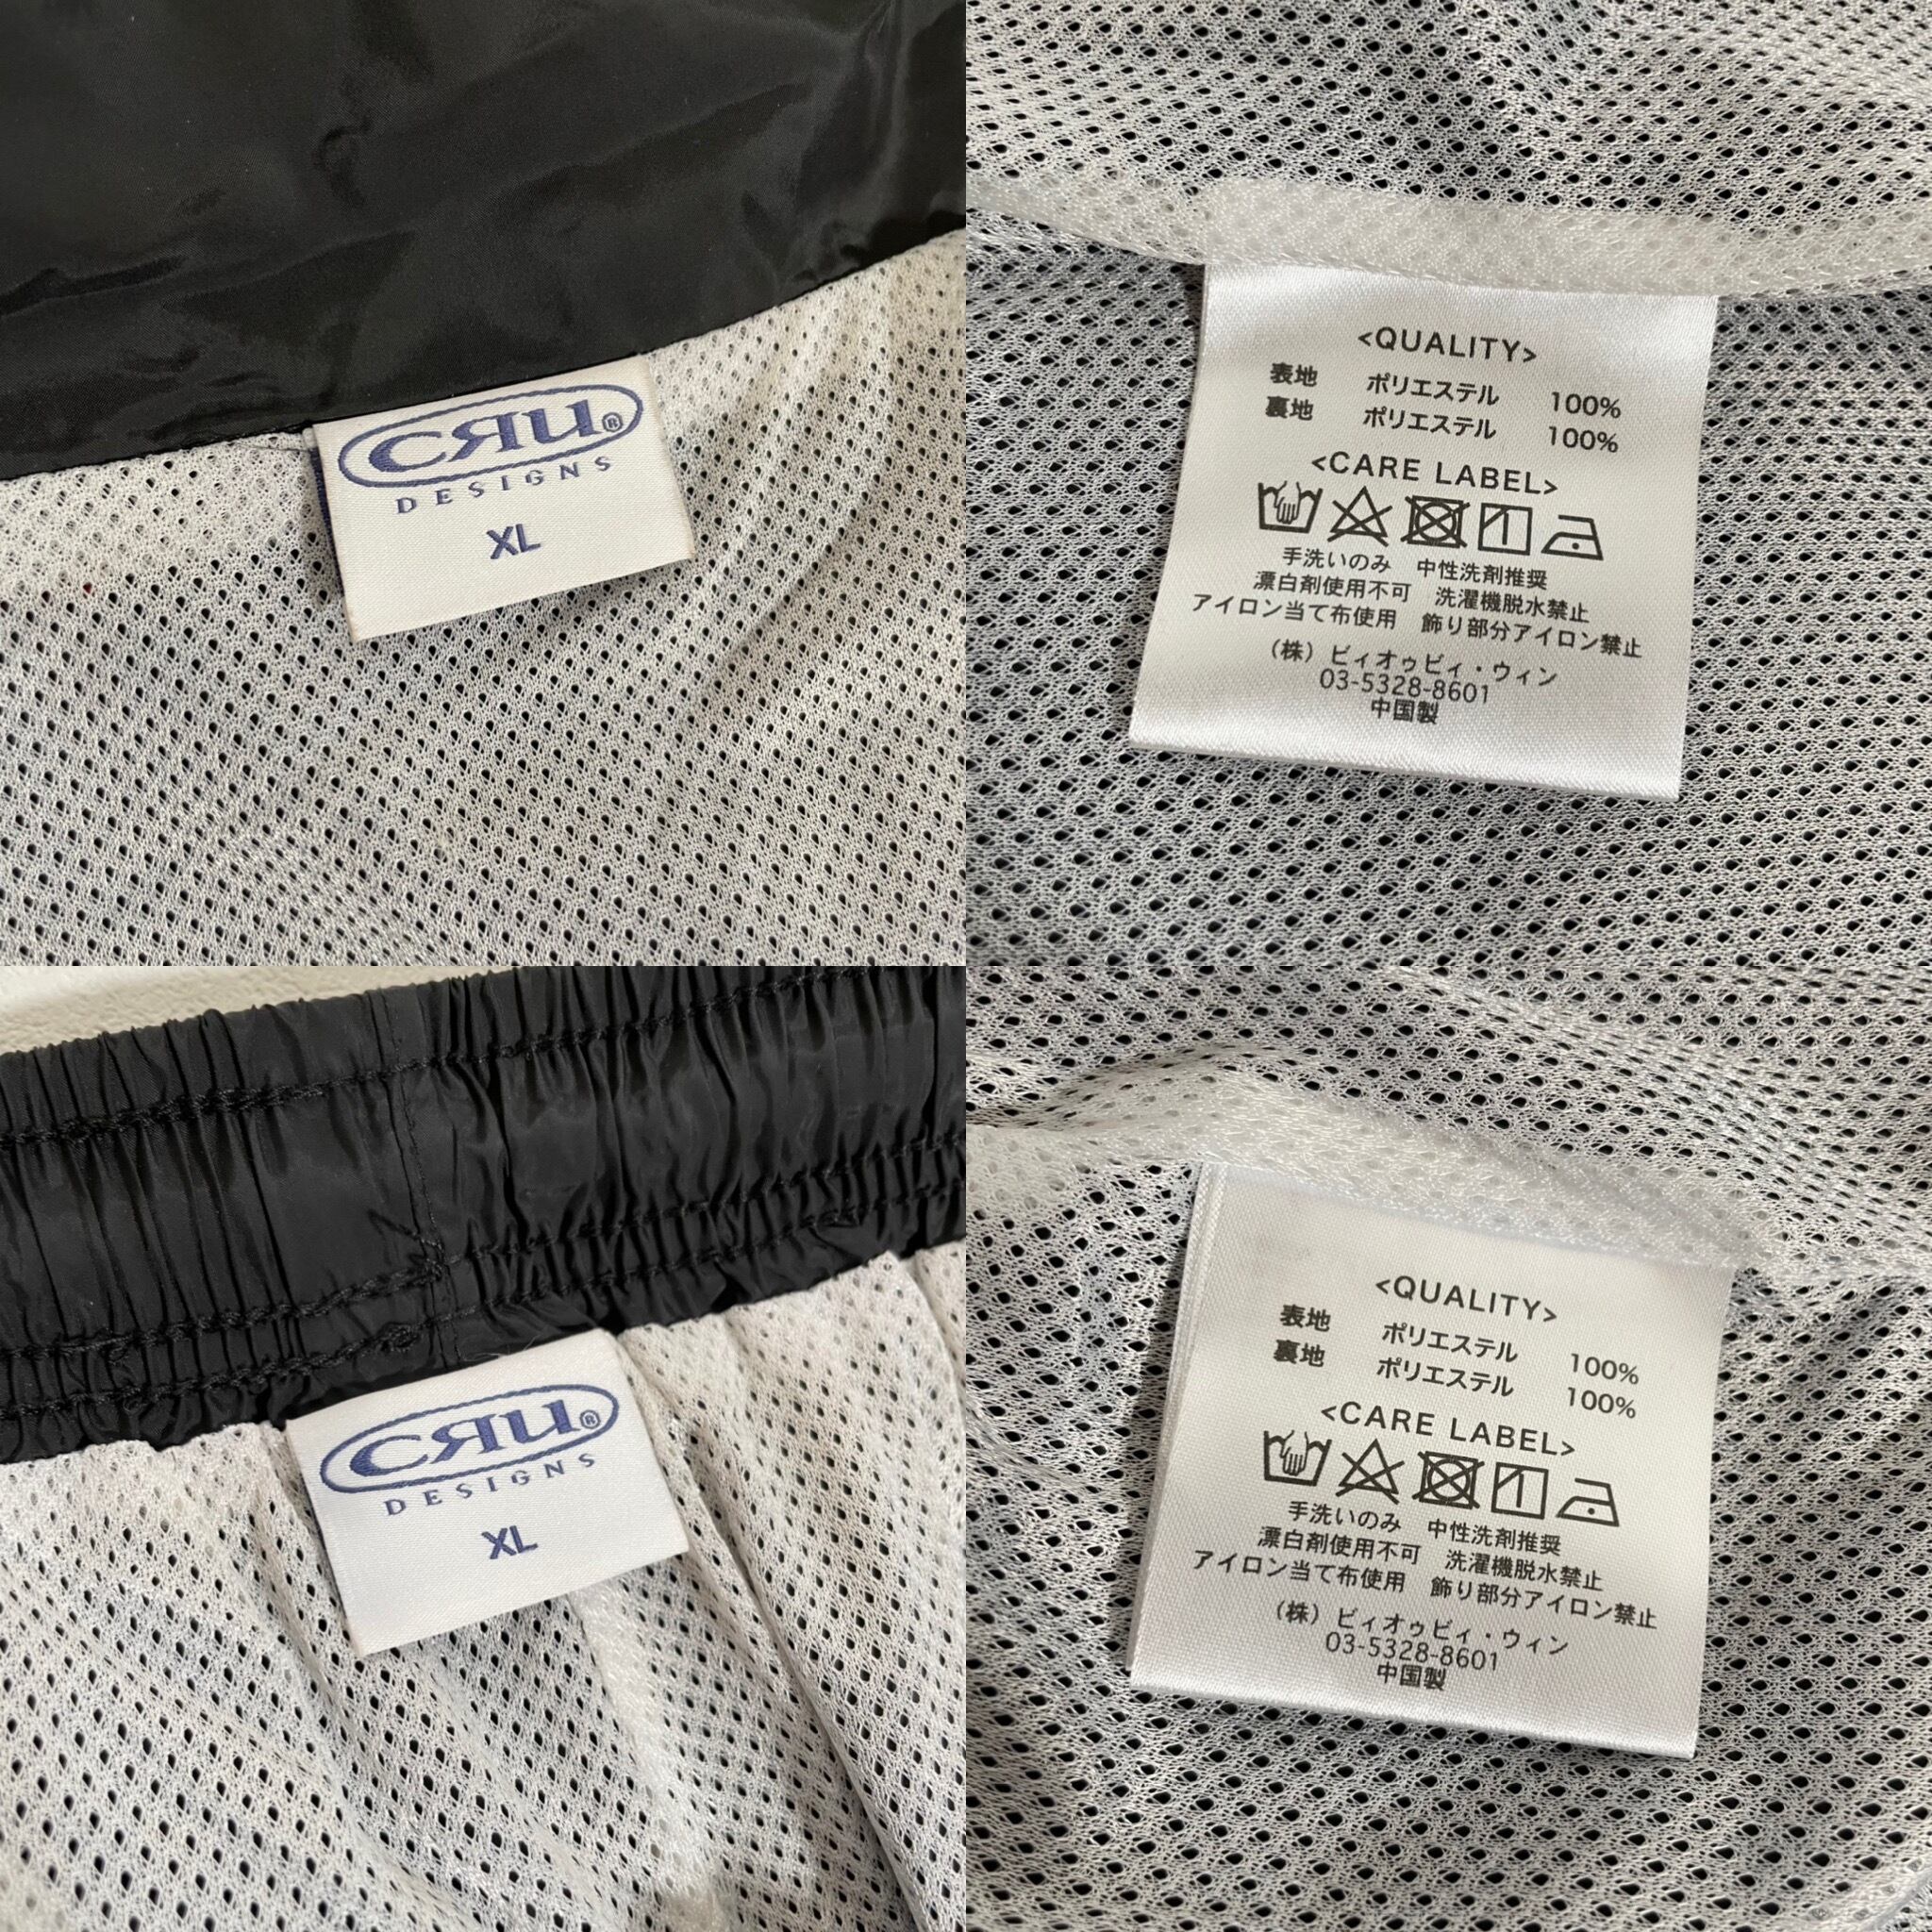 CЯU®
DESIGNS
XL
<QUALITY>
表地 ポリエステル 100%
裏地 ポリエステル 100%
<CARE LABEL>
手洗いのみ 中性洗剤推奨
漂白剤使用不可 洗濯機脱水禁止
アイロン当て布使用 飾り部分アイロン禁止
(株)ビィオゥビィ・ウィン
03-5328-8601
中国製
CЯU®
DESIGNS
XL
<QUALITY>
表地 ポリエステル 100%
裏地 ポリエステル 100%
<CARE LABEL>
手洗いのみ 中性洗剤推奨
漂白剤使用不可 洗濯機脱水禁止
アイロン当て布使用 飾り部分アイロン禁止
(株)ビィオゥビィ・ウィン
03-5328-8601
中国製